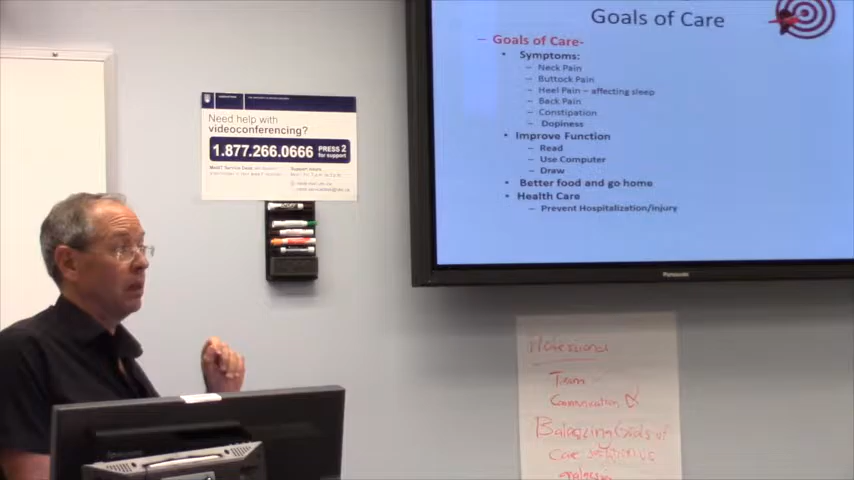 Goals of Care
– Goals of Care-
• Symptoms:
– Neck Pain
– Buttock Pain
– Heel Pain – affecting sleep
– Back Pain
– Constipation
– Dopiness
• Improve Function
– Read
– Use Computer
– Draw
• Better food and go home
• Health Care
– Prevent Hospitalization/injury
Need help with
videoconferencing?
1.877.266.0666 PRESS 2
for support
Panasonic
Professional
Team
Communication
Balancing Goals of
Care